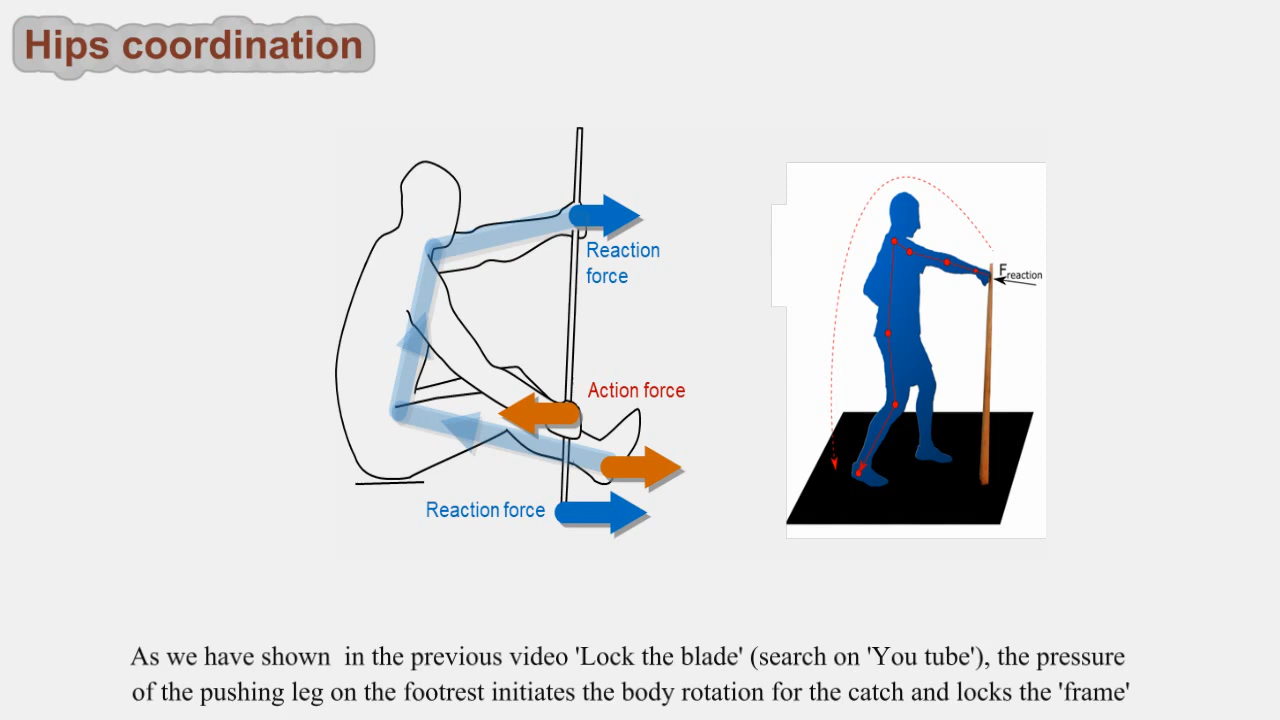 Hips coordination
Reaction
force
Freaction
Action force
Reaction force
As we have shown  in the previous video 'Lock the blade' (search on 'You tube'), the pressure
of the pushing leg on the footrest initiates the body rotation for the catch and locks the 'frame'